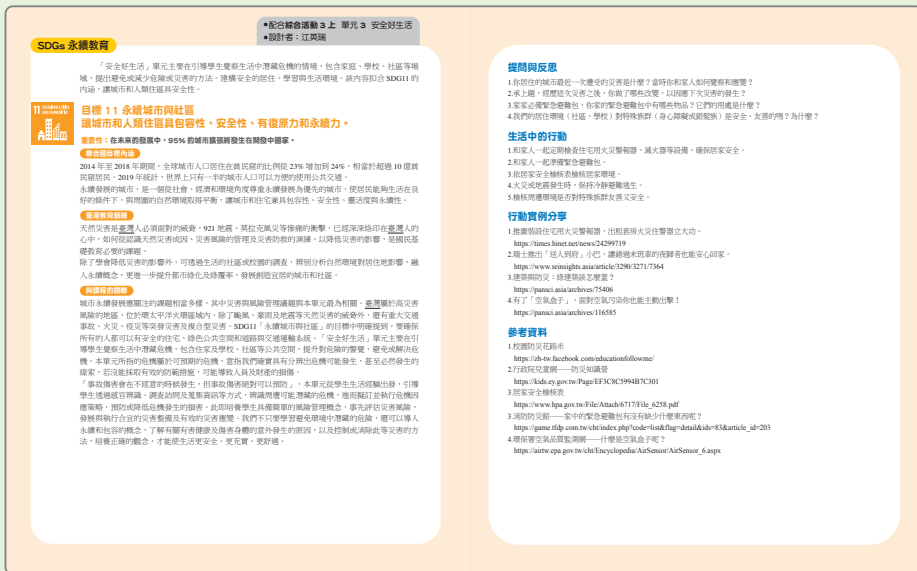 ●配合綜合活動 3 上 單元 3 安全好生活
●設計者：江英瑞
SDGs 永續教育
「安全好生活」單元主要在引導學生覺察生活中潛藏危機的情境，包含家庭、學校、社區等場
域，提出避免或減少危險或災害的方法，建構安全的居住、學習與生活環境。該內容扣合 SDG11 的
內涵，讓城市和人類住區具安全性。
11
目標 11 永續城市與社區
讓城市和人類住區具包容性、安全性、有復原力和永續力。
重要性：在未來的發展中，95% 的城市擴張將發生在開發中國家。
聯合國目標內涵
2014 年至 2018 年期間，全球城市人口居住在貧民窟的比例從 23% 增加到 24%，相當於超過 10 億貧
民窟居民。2019 年統計，世界上只有一半的城市人口可以方便的使用公共交通。
永續發展的城市，是一個從社會、經濟和環境角度尊重永續發展為優先的城市，使居民能夠生活在良
好的條件下，與周圍的自然環境取得平衡，讓城市和住宅兼具包容性、安全性、靈活度與永續性。
臺灣教育脈絡
天然災害是臺灣人必須面對的威脅，921 地震、莫拉克風災等慘痛的衝擊，已經深深烙印在臺灣人的
心中，如何從認識天然災害成因、災害風險的管理及災害防救的演練，以降低災害的影響，是國民基
礎教育必要的課題。
除了學會降低災害的影響外，可透過生活的社區或校園的調查，辨別分析自然環境對居住地影響，融
入永續概念，更進一步提升都市綠化及綠覆率，發展創造宜居的城市和社區。
與課程的關聯
城市永續發展應關注的課題相當多樣，其中災害與風險管理議題與本單元最為相關。臺灣屬於高災害
風險的地區，位於環太平洋火環區域內，除了颱風、豪雨及地震等天然災害的威脅外，還有重大交通
事故、火災、疫災等突發災害及複合型災害。SDG11「永續城市與社區」的目標中明確提到，要確保
所有的人都可以有安全的住宅、綠色公共空間和道路與交通運輸系統。「安全好生活」單元主要在引
導學生覺察生活中潛藏危機，包含住家及學校、社區等公共空間，提升對危險的警覺，避免或解決危
機。本單元所指的危機屬於可預期的危機，意指我們確實具有分辨出危機可能發生，甚至必然發生的
線索，若沒能執行有效的防範措施，可能導致人員及財產的損傷。
「事故傷害會在不經意的時候發生，但事故傷害絕對可以預防」，本單元從學生生活經驗出發，引導
學生透過感官辨識、調查訪問及蒐集資訊等方式，辨識周遭可能潛藏的危機，進而擬訂並執行危機因
應策略，預防或降低危機發生的損害。此即培養學生具備簡單的風險管理概念，事先評估災害風險，
發展與執行合宜的災害整備及有效的災害應變。我們不只要學習避免環境中潛藏的危險，還可以導入
永續和包容的概念，了解有關有害健康及傷害身體的意外發生的原因，以及控制或消除此等災害的方
法，培養正確的觀念，才能使生活更安全、更充實、更舒適。
提問與反思
1.你居住的城市最近一次遭受的災害是什麼？當時你和家人如何覺察和應變？
2.承上題，經歷這次災害之後，你做了哪些改變，以因應下次災害的發生？
3.家家必備緊急避難包，你家的緊急避難包中有哪些物品？它們的用處是什麼？
4.我們的居住環境（社區、學校）對特殊族群（身心障礙或銀髮族）是安全、友善的嗎？為什麼？
生活中的行動
1.和家人一起定期檢查住宅用火災警報器、滅火器等設備，確保居家安全。
2.和家人一起準備緊急避難包。
3.依居家安全檢核表檢核居家環境。
4.火災或地震發生時，保持冷靜避難逃生。
5.檢核周遭環境是否對特殊族群友善又安全。
行動實例分享
1.推廣裝設住宅用火災警報器，出租套房火災住警器立大功。
https://times.hinet.net/news/24299719
2.瑞士推出「送人到府」小巴，讓錯過末班車的夜歸者也能安心回家。
https://www.seinsights.asia/article/3290/3271/7364
3.建築與防災：綠建築該怎麼蓋？
https://pansci.asia/archives/75406
4.有了「空氣盒子」，面對空氣污染你也能主動出擊！
https://pansci.asia/archives/116585
參考資料
1.校園防災花路米
https://zh-tw.facebook.com/educationfollowme/
2.行政院兒童網──防災知識營
https://kids.ey.gov.tw/Page/EF3C8C5994B7C301
3.居家安全檢核表
https://www.hpa.gov.tw/File/Attach/6717/File_6258.pdf
3.消防防災館──家中的緊急避難包有沒有缺少什麼東西呢？
https://game.tfdp.com.tw/cht/index.php?code=list&flag=detail&ids=83&article_id=203
4.環保署空氣品質監測網──什麼是空氣盒子呢？
https://airtw.epa.gov.tw/cht/Encyclopedia/AirSensor/AirSensor_6.aspx